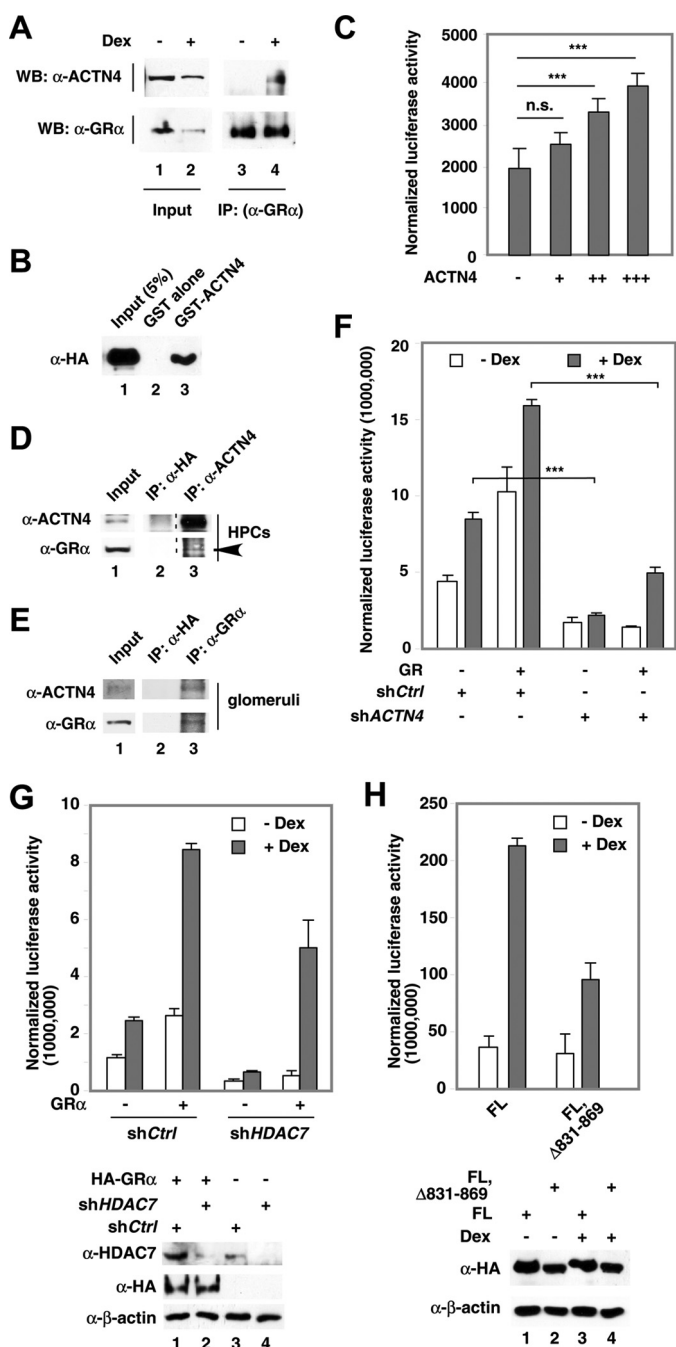 A
Dex - + - +
WB: α-ACTN4
WB: α-GRα
1 2 3 4
Input IP: (α-GRα)
B
Input (5%)
GST alone
GST-ACTN4
α-HA
1 2 3
C
Normalized luciferase activity
5000
4000
3000
2000
1000
0
***
***
n.s.
ACTN4 - + ++ +++
D
Input
IP: α-HA
IP: α-ACTN4
α-ACTN4
α-GRα
HPCs
1 2 3
E
Input
IP: α-HA
IP: α-GRα
α-ACTN4
α-GRα
glomeruli
1 2 3
F
Normalized luciferase activity (1000,000)
20
15
10
5
0
- Dex + Dex
***
***
GR - + - +
shCtrl + + - -
shACTN4 - - + +
G
Normalized luciferase activity
(1000,000)
10
8
6
4
2
0
- Dex
+ Dex
GRα - + - +
shCtrl shHDAC7
HA-GRα + + - -
shHDAC7 + +
shCtrl + +
α-HDAC7
α-HA
α-β-actin
1 2 3 4
H
Normalized luciferase activity
(1000,000)
250
200
150
100
50
0
- Dex
+ Dex
FL
FL,
Δ831-869
FL,
Δ831-869 + +
FL + +
Dex - - + +
α-HA
α-β-actin
1 2 3 4